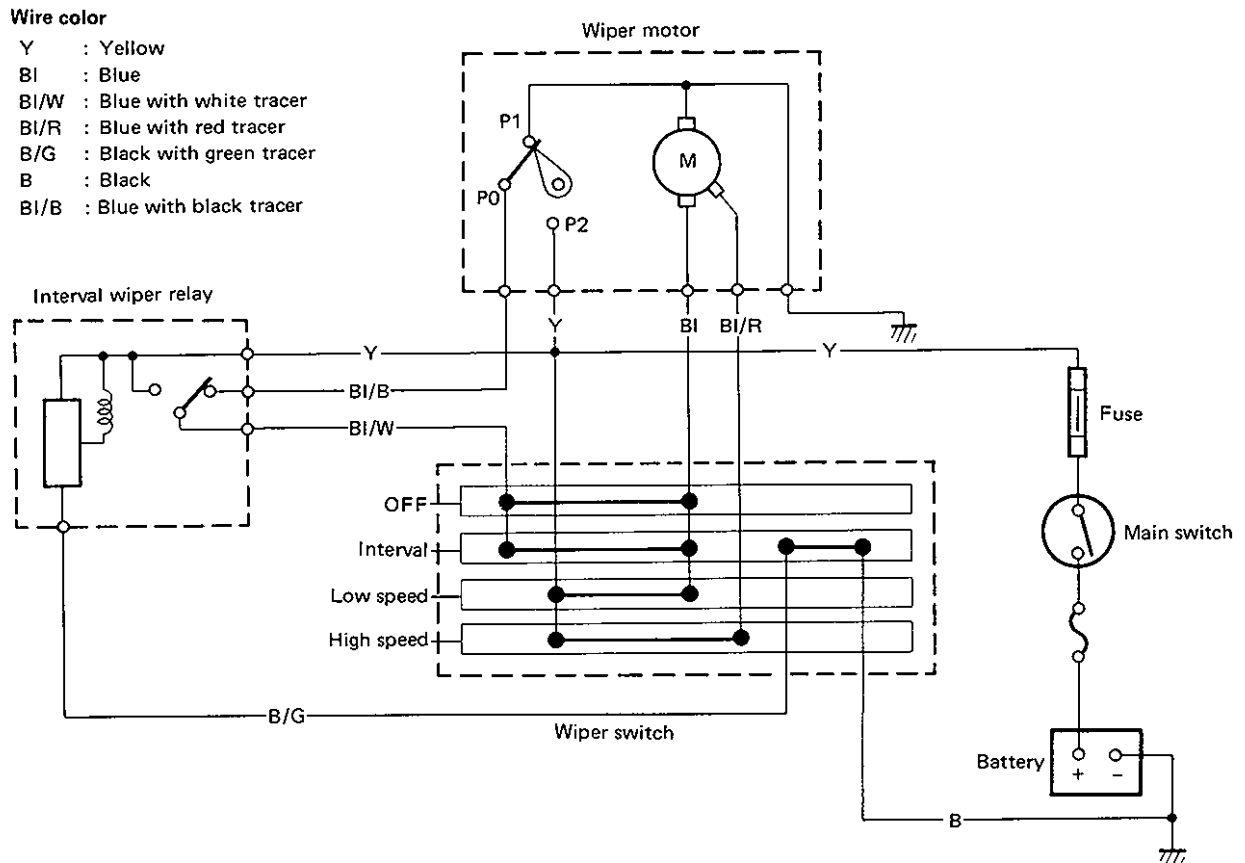 Wire color
Y : Yellow
Bl : Blue
Bl/W : Blue with white tracer
Bl/R : Blue with red tracer
B/G : Black with green tracer
B : Black
Bl/B : Blue with black tracer
Wiper motor
P1
M
P0
P2
Interval wiper relay
Y
Bl
Bl/R
Y
Y
Bl/B
Bl/W
Fuse
OFF
Interval
Low speed
High speed
Main switch
B/G
Wiper switch
Battery
+ -
B